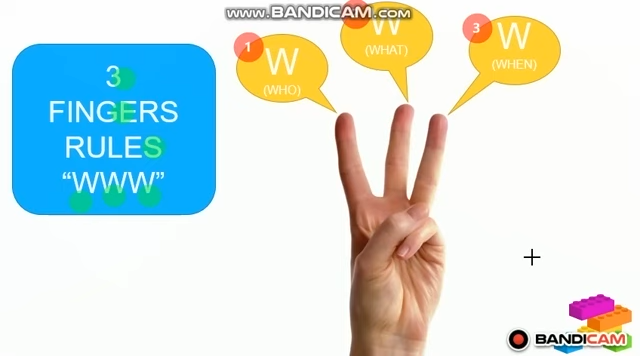 www.BANDICAM.com
3
FINGERS
RULES
“WWW”
1
W
(WHO)
W
(WHAT)
3
W
(WHEN)
BANDICAM